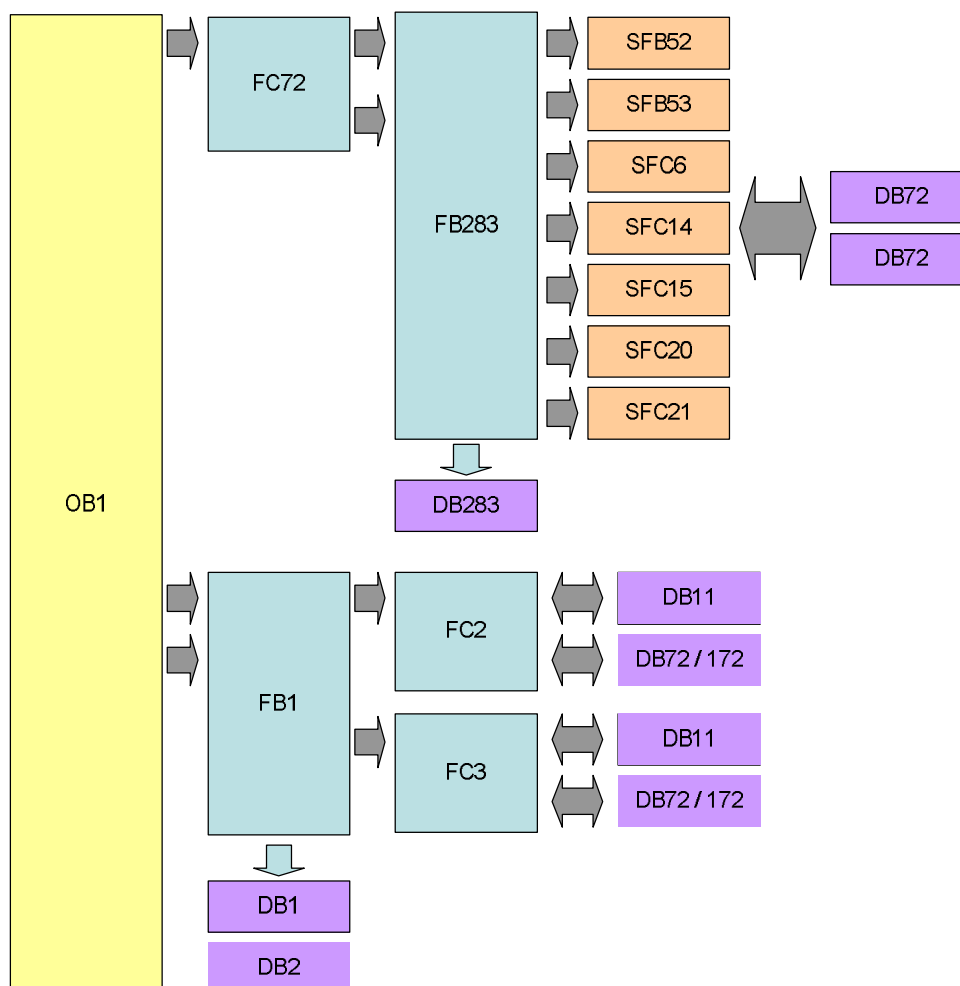 OB1
FC72
FB283
SFB52
SFB53
SFC6
SFC14
SFC15
SFC20
SFC21
DB72
DB72
DB283
FB1
FC2
DB11
DB72 / 172
FC3
DB11
DB72 / 172
DB1
DB2